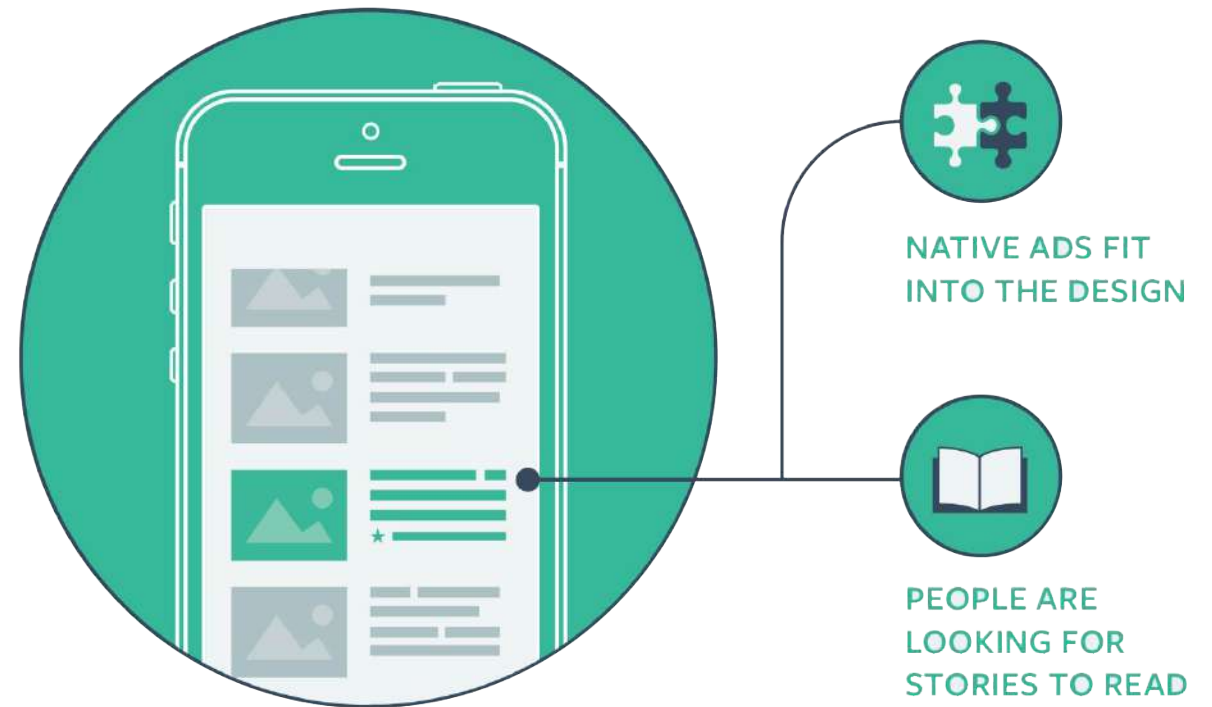 NATIVE ADS FIT
INTO THE DESIGN
PEOPLE ARE
LOOKING FOR
STORIES TO READ